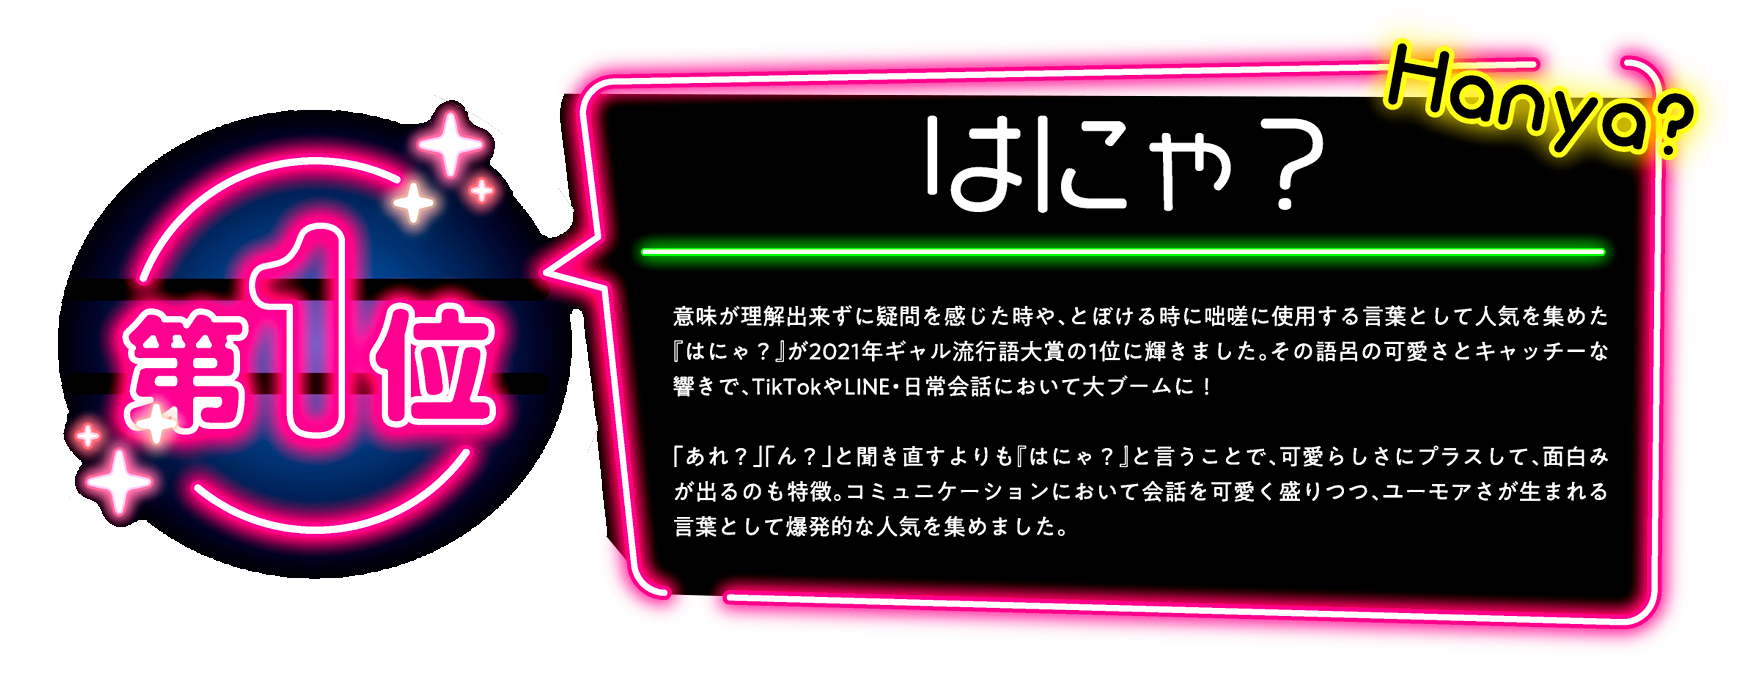 第1位
Hanya?
はにゃ？
意味が理解出来ずに疑問を感じた時や、とぼける時に咄嗟に使用する言葉として人気を集めた
『はにゃ？』が2021年ギャル流行語大賞の1位に輝きました。その語呂の可愛さとキャッチーな
響きで、TikTokやLINE・日常会話において大ブームに！
「あれ？」「ん？」と聞き直すよりも『はにゃ？』と言うことで、可愛らしさにプラスして、面白み
が出るのも特徴。コミュニケーションにおいて会話を可愛く盛りつつ、ユーモアさが生まれる
言葉として爆発的な人気を集めました。